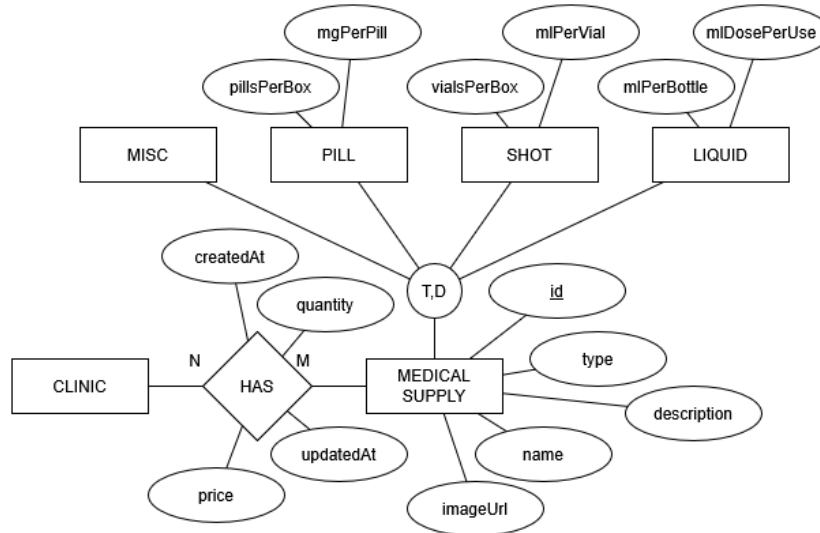 mgPerPill
mlPerVial
mlDosePerUse
pillsPerBox
vialsPerBox
mlPerBottle
MISC
PILL
SHOT
LIQUID
createdAt
T,D
id
quantity
type
N
M
CLINIC
HAS
MEDICAL
SUPPLY
description
updatedAt
name
price
imageUrl